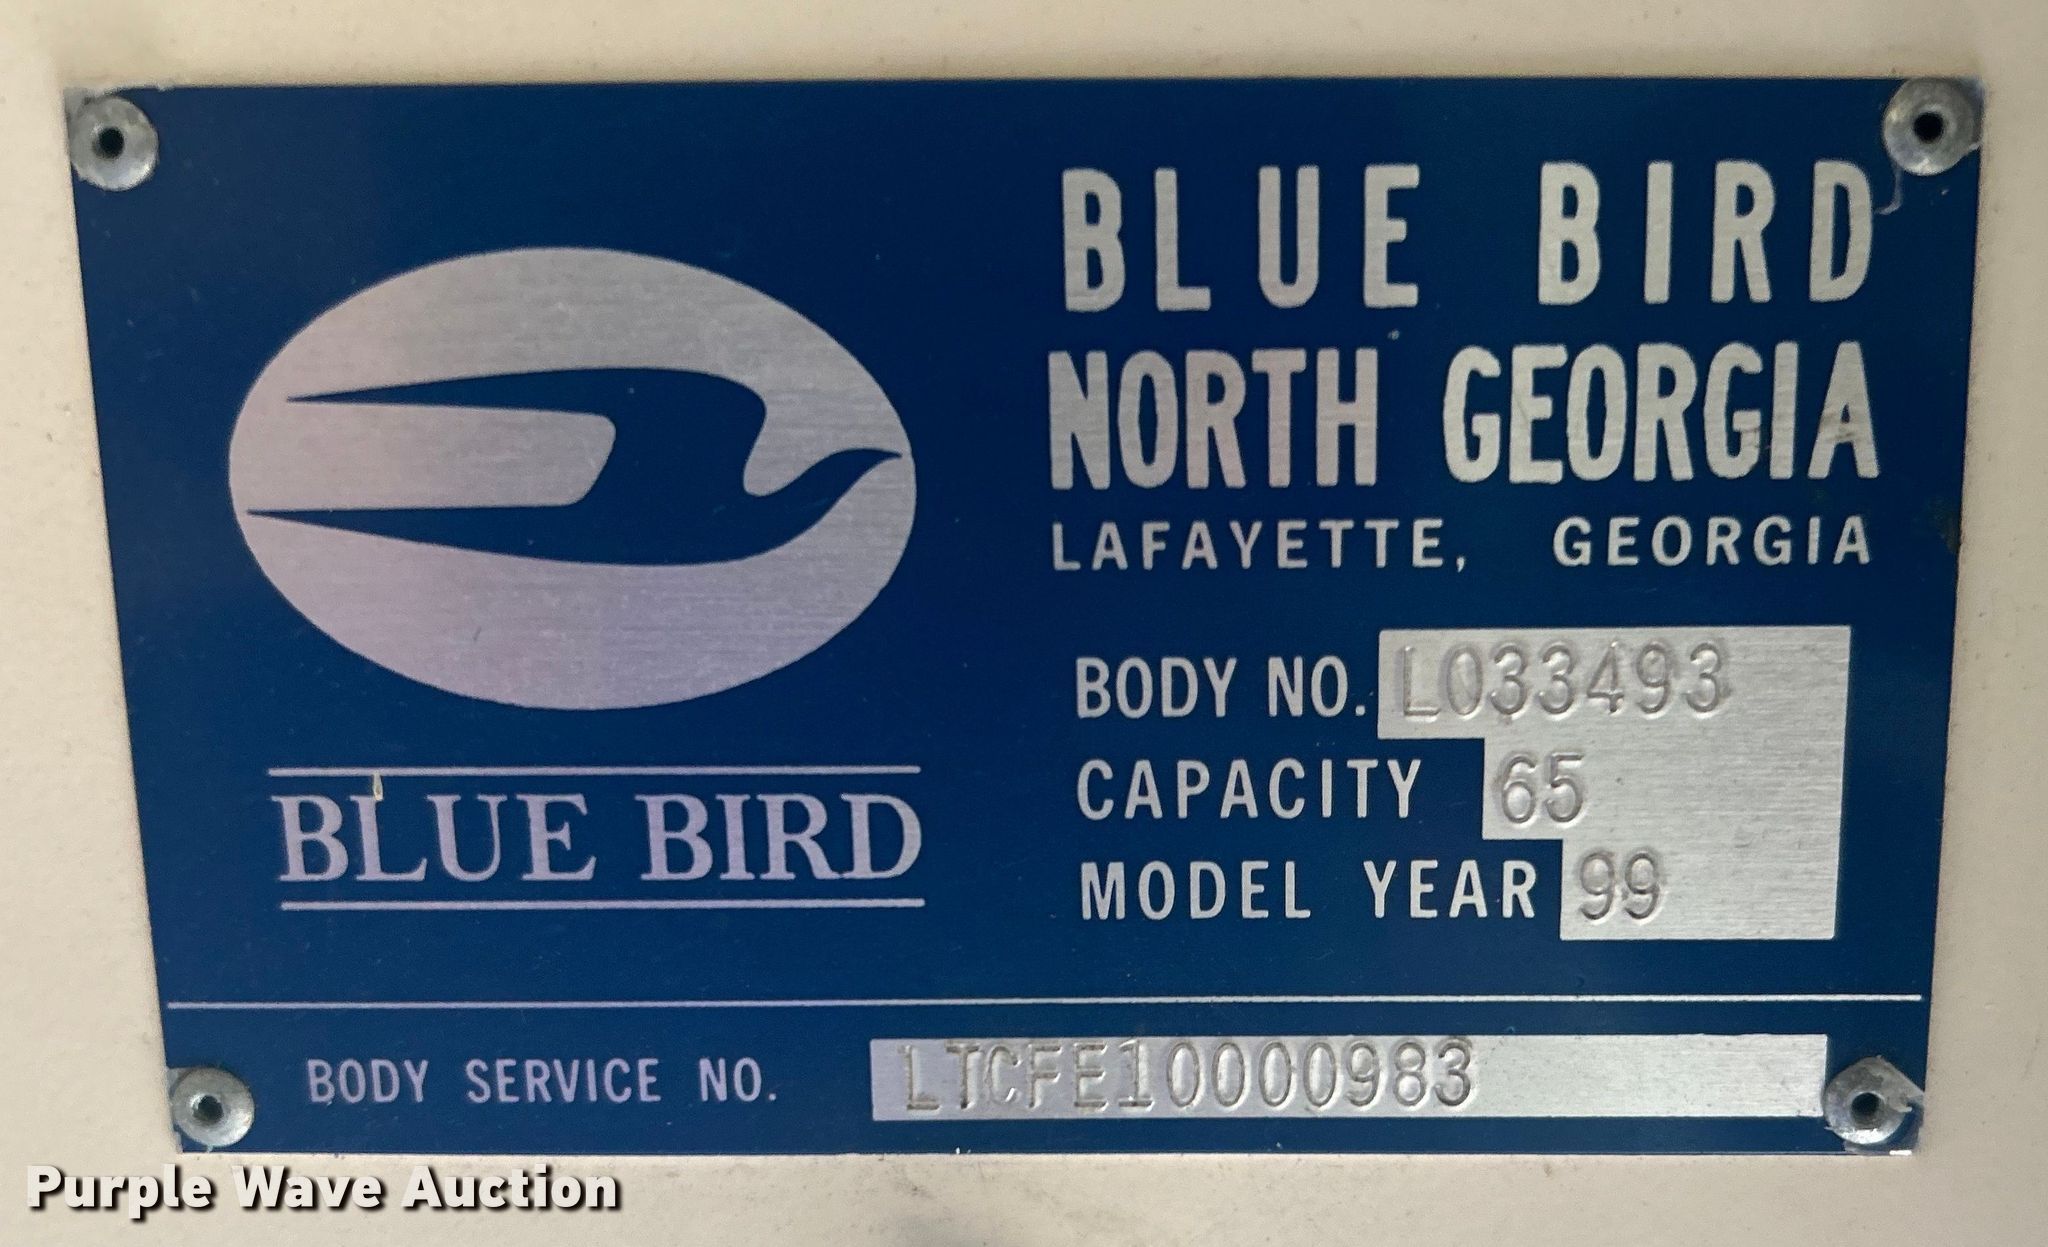 BLUE BIRD
NORTH GEORGIA
LAFAYETTE, GEORGIA
BODY NO. L033493
CAPACITY 65
MODEL YEAR 99
BLUE BIRD
BODY SERVICE NO. LTCFE10000983
Purple Wave Auction